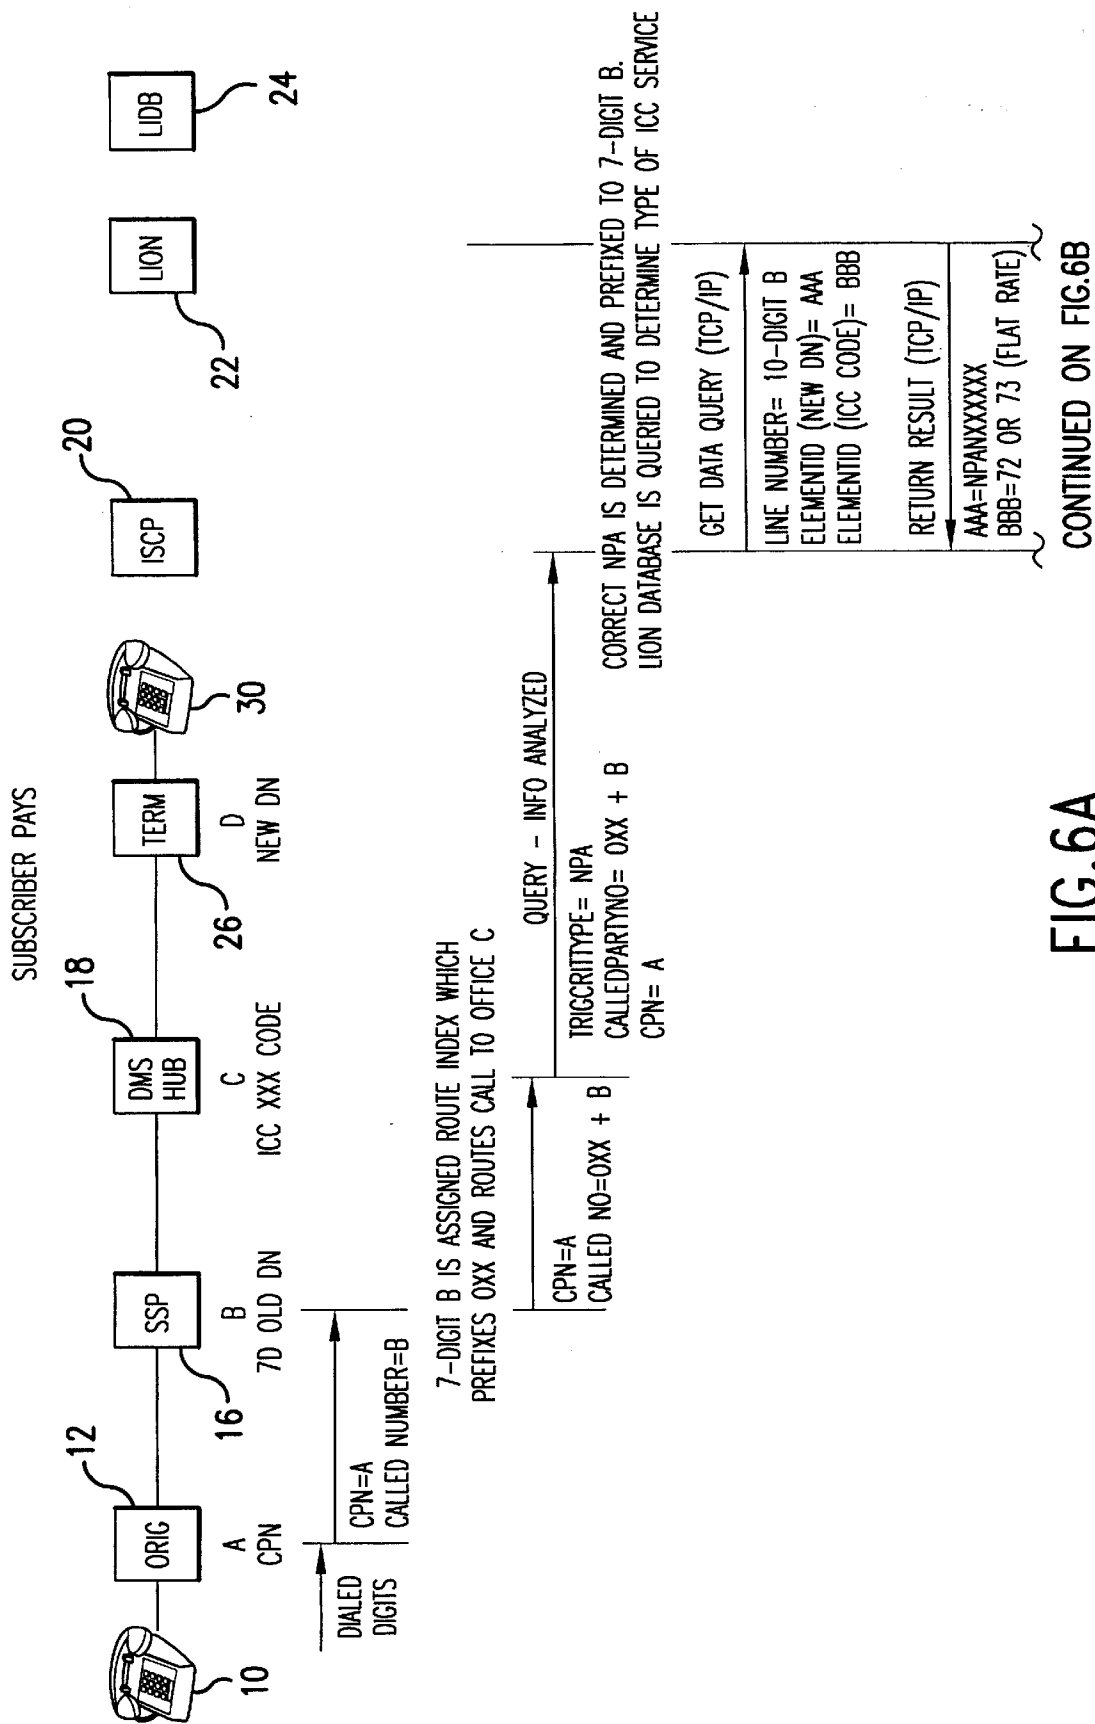 SUBSCRIBER PAYS
10
12
ORIG
A
CPN
16
SSP
B
7D OLD DN
18
DMS
HUB
C
ICC XXX CODE
26
TERM
D
NEW DN
30
20
ISCP
22
LION
24
LIDB
DIALED
DIGITS
CPN=A
CALLED NUMBER=B
7-DIGIT B IS ASSIGNED ROUTE INDEX WHICH
PREFIXES OXX AND ROUTES CALL TO OFFICE C
CPN=A
CALLED NO=OXX + B
QUERY - INFO ANALYZED
TRIGCRITTYPE= NPA
CALLEDPARTYNO= OXX + B
CPN= A
CORRECT NPA IS DETERMINED AND PREFIXED TO 7-DIGIT B.
LION DATABASE IS QUERIED TO DETERMINE TYPE OF ICC SERVICE
GET DATA QUERY (TCP/IP)
LINE NUMBER= 10-DIGIT B
ELEMENTID (NEW DN)= AAA
ELEMENTID (ICC CODE)= BBB
RETURN RESULT (TCP/IP)
AAA=NPANXXXXXX
BBB=72 OR 73 (FLAT RATE)
CONTINUED ON FIG.6B
FIG.6A